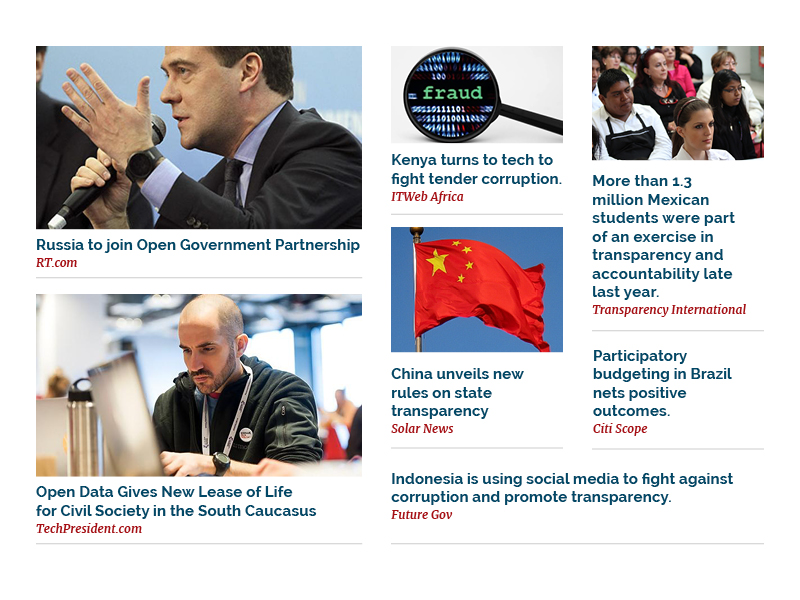 Russia to join Open Government Partnership
RT.com
Open Data Gives New Lease of Life
for Civil Society in the South Caucasus
TechPresident.com
fraud
Kenya turns to tech to
fight tender corruption.
ITWeb Africa
China unveils new
rules on state
transparency
Solar News
More than 1.3
million Mexican
students were part
of an exercise in
transparency and
accountability late
last year.
Transparency International
Participatory
budgeting in Brazil
nets positive
outcomes.
Citi Scope
Indonesia is using social media to fight against
corruption and promote transparency.
Future Gov